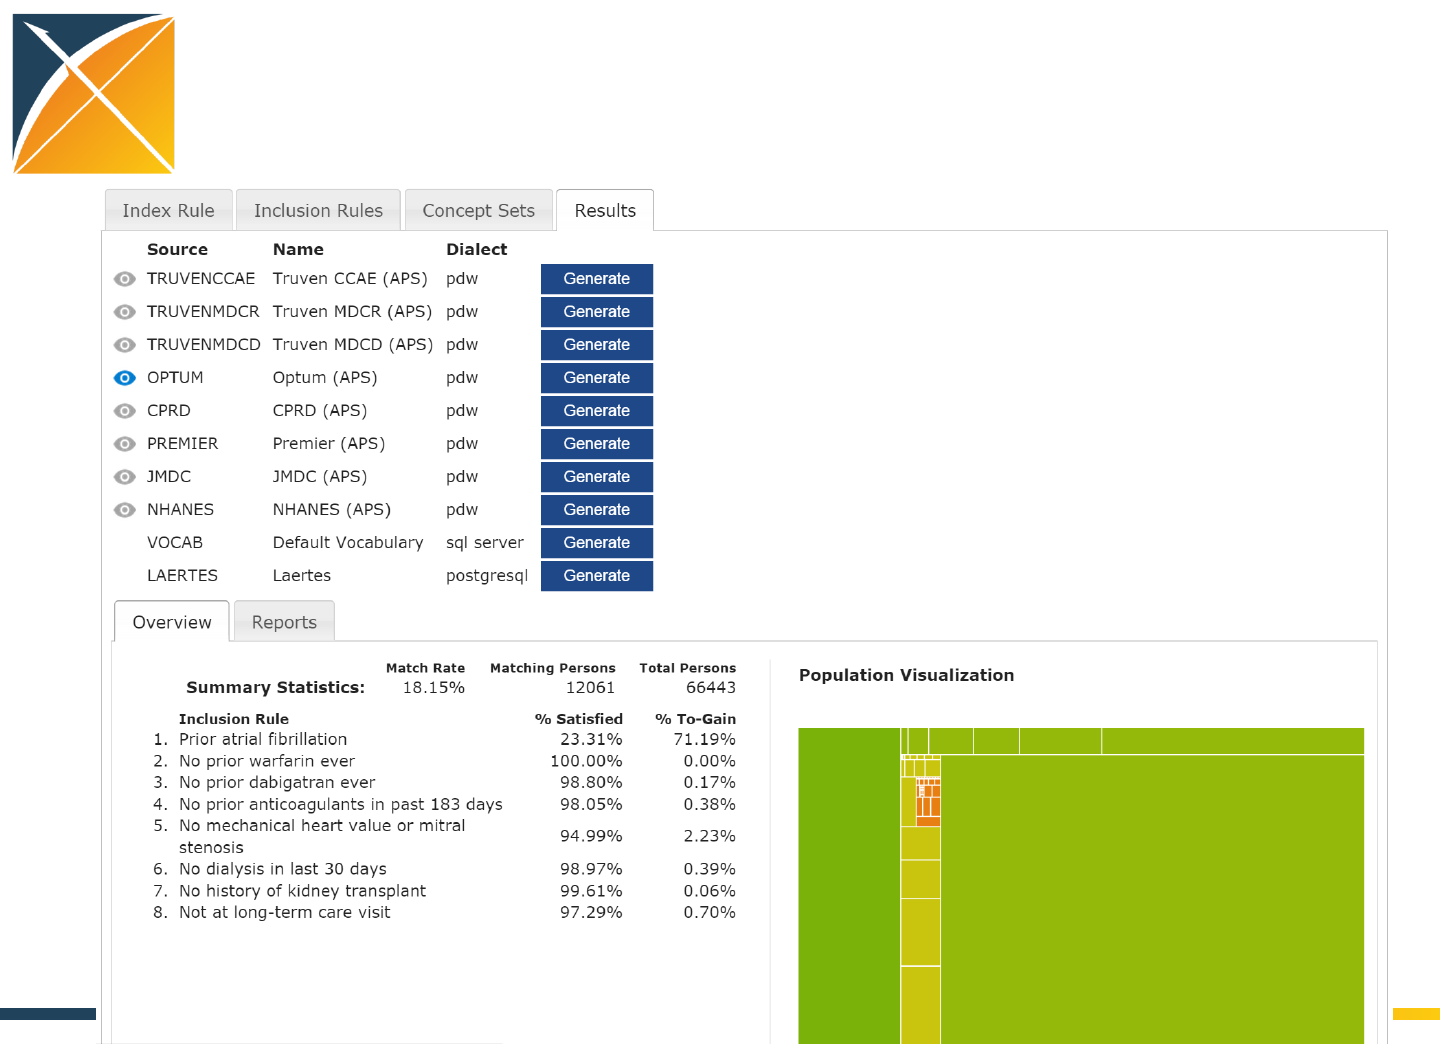 Index Rule Inclusion Rules Concept Sets Results
Source Name Dialect
TRUVENCCAE Truven CCAE (APS) pdw Generate
TRUVENMDCR Truven MDCR (APS) pdw Generate
TRUVENMDCD Truven MDCD (APS) pdw Generate
OPTUM Optum (APS) pdw Generate
CPRD CPRD (APS) pdw Generate
PREMIER Premier (APS) pdw Generate
JMDC JMDC (APS) pdw Generate
NHANES NHANES (APS) pdw Generate
VOCAB Default Vocabulary sql server Generate
LAERTES Laertes postgresql Generate
Overview Reports
Match Rate Matching Persons Total Persons
Summary Statistics: 18.15% 12061 66443
Inclusion Rule % Satisfied % To-Gain
1. Prior atrial fibrillation 23.31% 71.19%
2. No prior warfarin ever 100.00% 0.00%
3. No prior dabigatran ever 98.80% 0.17%
4. No prior anticoagulants in past 183 days 98.05% 0.38%
5. No mechanical heart value or mitral
stenosis 94.99% 2.23%
6. No dialysis in last 30 days 98.97% 0.39%
7. No history of kidney transplant 99.61% 0.06%
8. Not at long-term care visit 97.29% 0.70%
Population Visualization